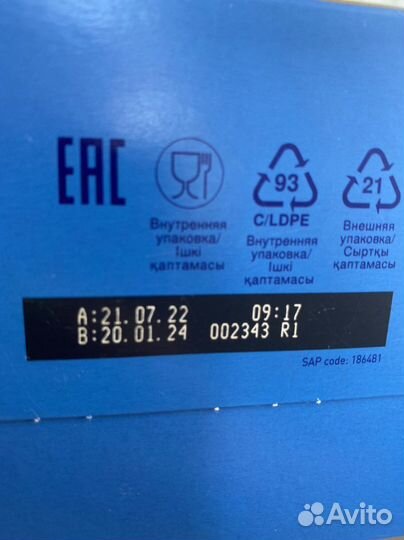 EAC
93
C/LDPE
21
Внутренняя
упаковка/
Ішкі
қаптамасы
Внутренняя
упаковка/
Ішкі
қаптамасы
Внешняя
упаковка/
Сыртқы
қаптамасы
A:21.07.22 09:17
B:20.01.24 002343 R1
SAP code: 186481
Avito